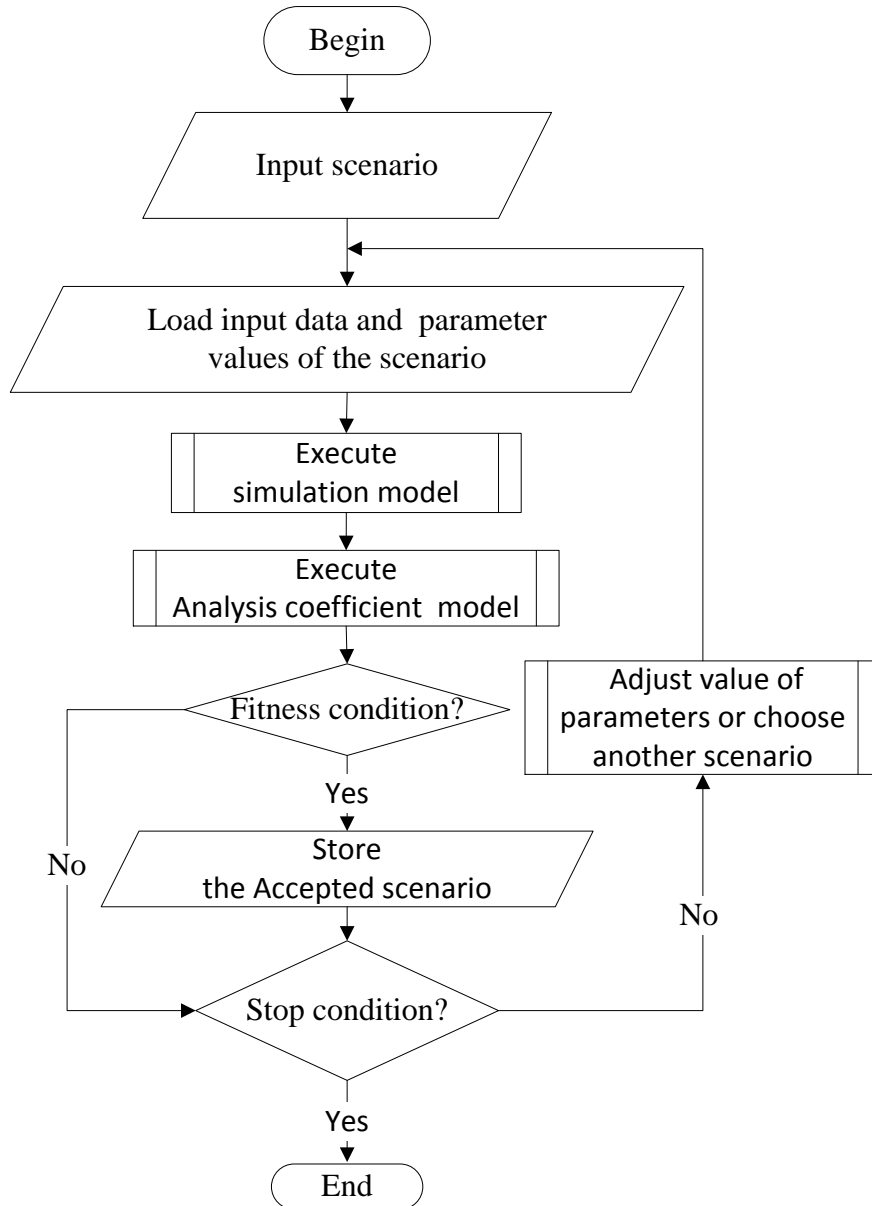 Begin
Input scenario
Load input data and parameter
values of the scenario
Execute
simulation model
Execute
Analysis coefficient model
Fitness condition?
Adjust value of
parameters or choose
another scenario
Yes
No
Store
the Accepted scenario
No
Stop condition?
Yes
End